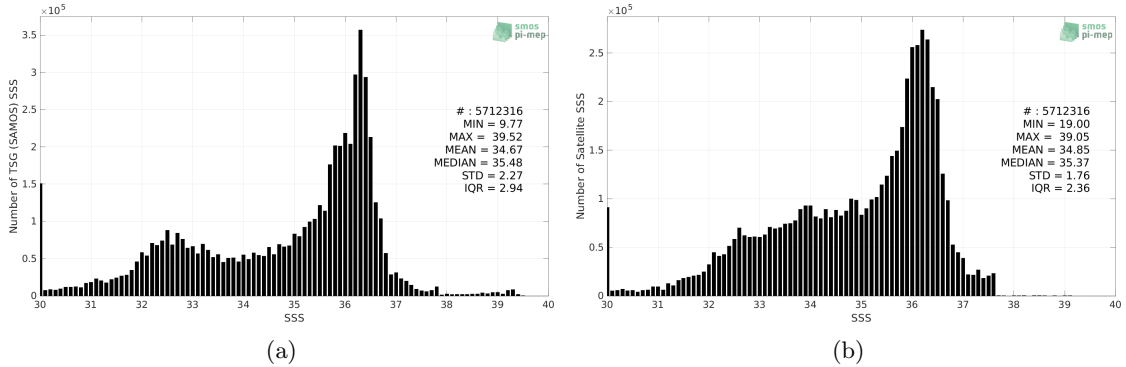 ×10⁵
3.5
3
2.5
2
1.5
1
0.5
0
Number of TSG (SAMOS) SSS
smos
pi-mep
# : 5712316
MIN = 9.77
MAX = 39.52
MEAN = 34.67
MEDIAN = 35.48
STD = 2.27
IQR = 2.94
30 31 32 33 34 35 36 37 38 39 40
SSS
(a)
×10⁵
2.5
2
1.5
1
0.5
0
Number of Satellite SSS
smos
pi-mep
# : 5712316
MIN = 19.00
MAX = 39.05
MEAN = 34.85
MEDIAN = 35.37
STD = 1.76
IQR = 2.36
30 31 32 33 34 35 36 37 38 39 40
SSS
(b)